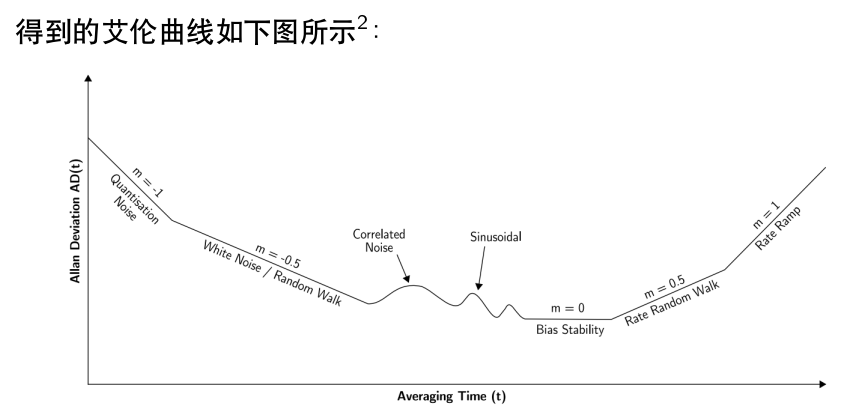 得到的艾伦曲线如下图所示2:
Allan Deviation AD(t)
m = -1
Quantisation
Noise
m = -0.5
White Noise / Random Walk
Correlated
Noise
Sinusoidal
m = 0
Bias Stability
m = 0.5
Rate Random Walk
m = 1
Rate Ramp
Averaging Time (t)